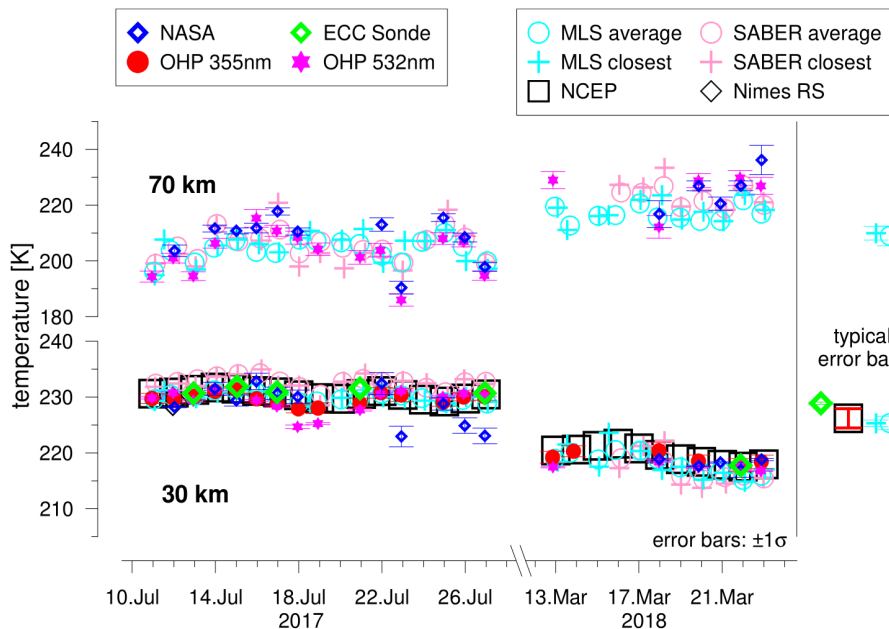 NASA
ECC Sonde
OHP 355nm
OHP 532nm
MLS average
SABER average
MLS closest
SABER closest
NCEP
Nimes RS
temperature [K]
240
220
200
180
70 km
240
230
220
210
30 km
typical
error ba
error bars: ±1σ
10.Jul
14.Jul
18.Jul
22.Jul
26.Jul
13.Mar
17.Mar
21.Mar
2017
2018